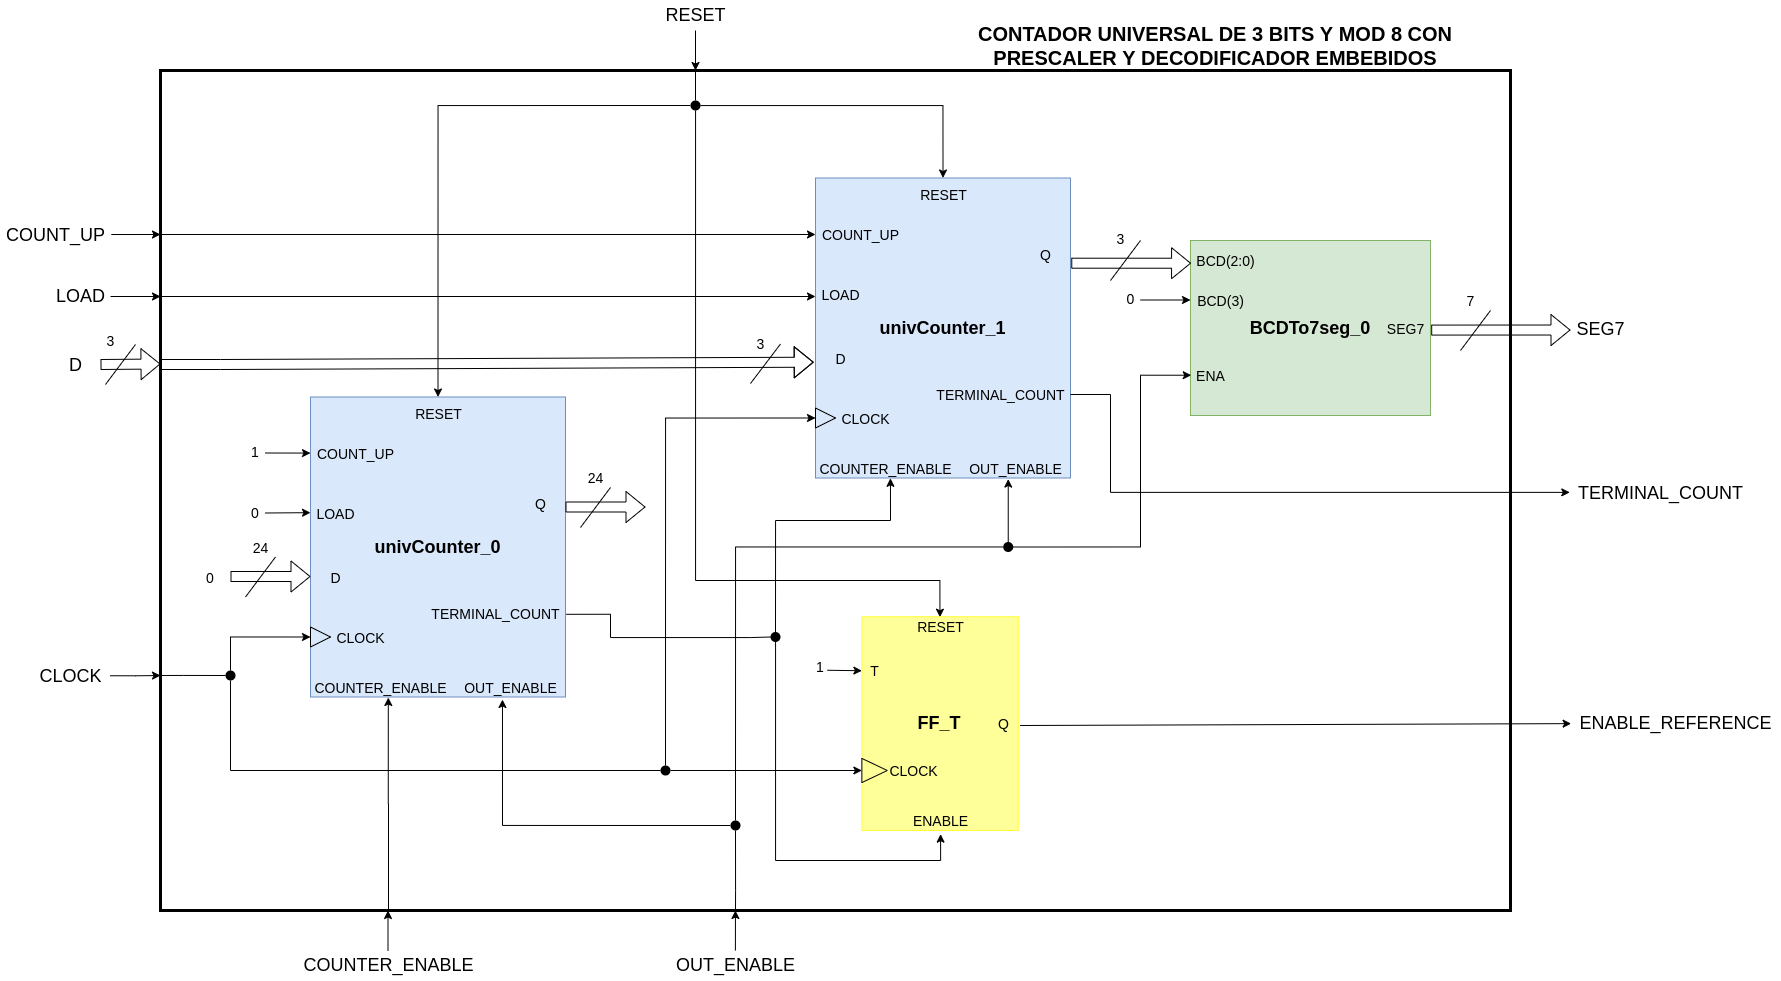 RESET
CONTADOR UNIVERSAL DE 3 BITS Y MOD 8 CON
PRESCALER Y DECODIFICADOR EMBEBIDOS
COUNT_UP
LOAD
D
3
CLOCK
COUNTER_ENABLE
OUT_ENABLE
RESET
1
COUNT_UP
0
LOAD
24
0
D
univCounter_0
Q
24
TERMINAL_COUNT
CLOCK
COUNTER_ENABLE
OUT_ENABLE
RESET
COUNT_UP
LOAD
3
D
univCounter_1
Q
3
TERMINAL_COUNT
CLOCK
COUNTER_ENABLE
OUT_ENABLE
BCD(2:0)
0
BCD(3)
BCDTo7seg_0
SEG7
ENA
7
SEG7
TERMINAL_COUNT
RESET
1
T
FF_T
Q
CLOCK
ENABLE
ENABLE_REFERENCE